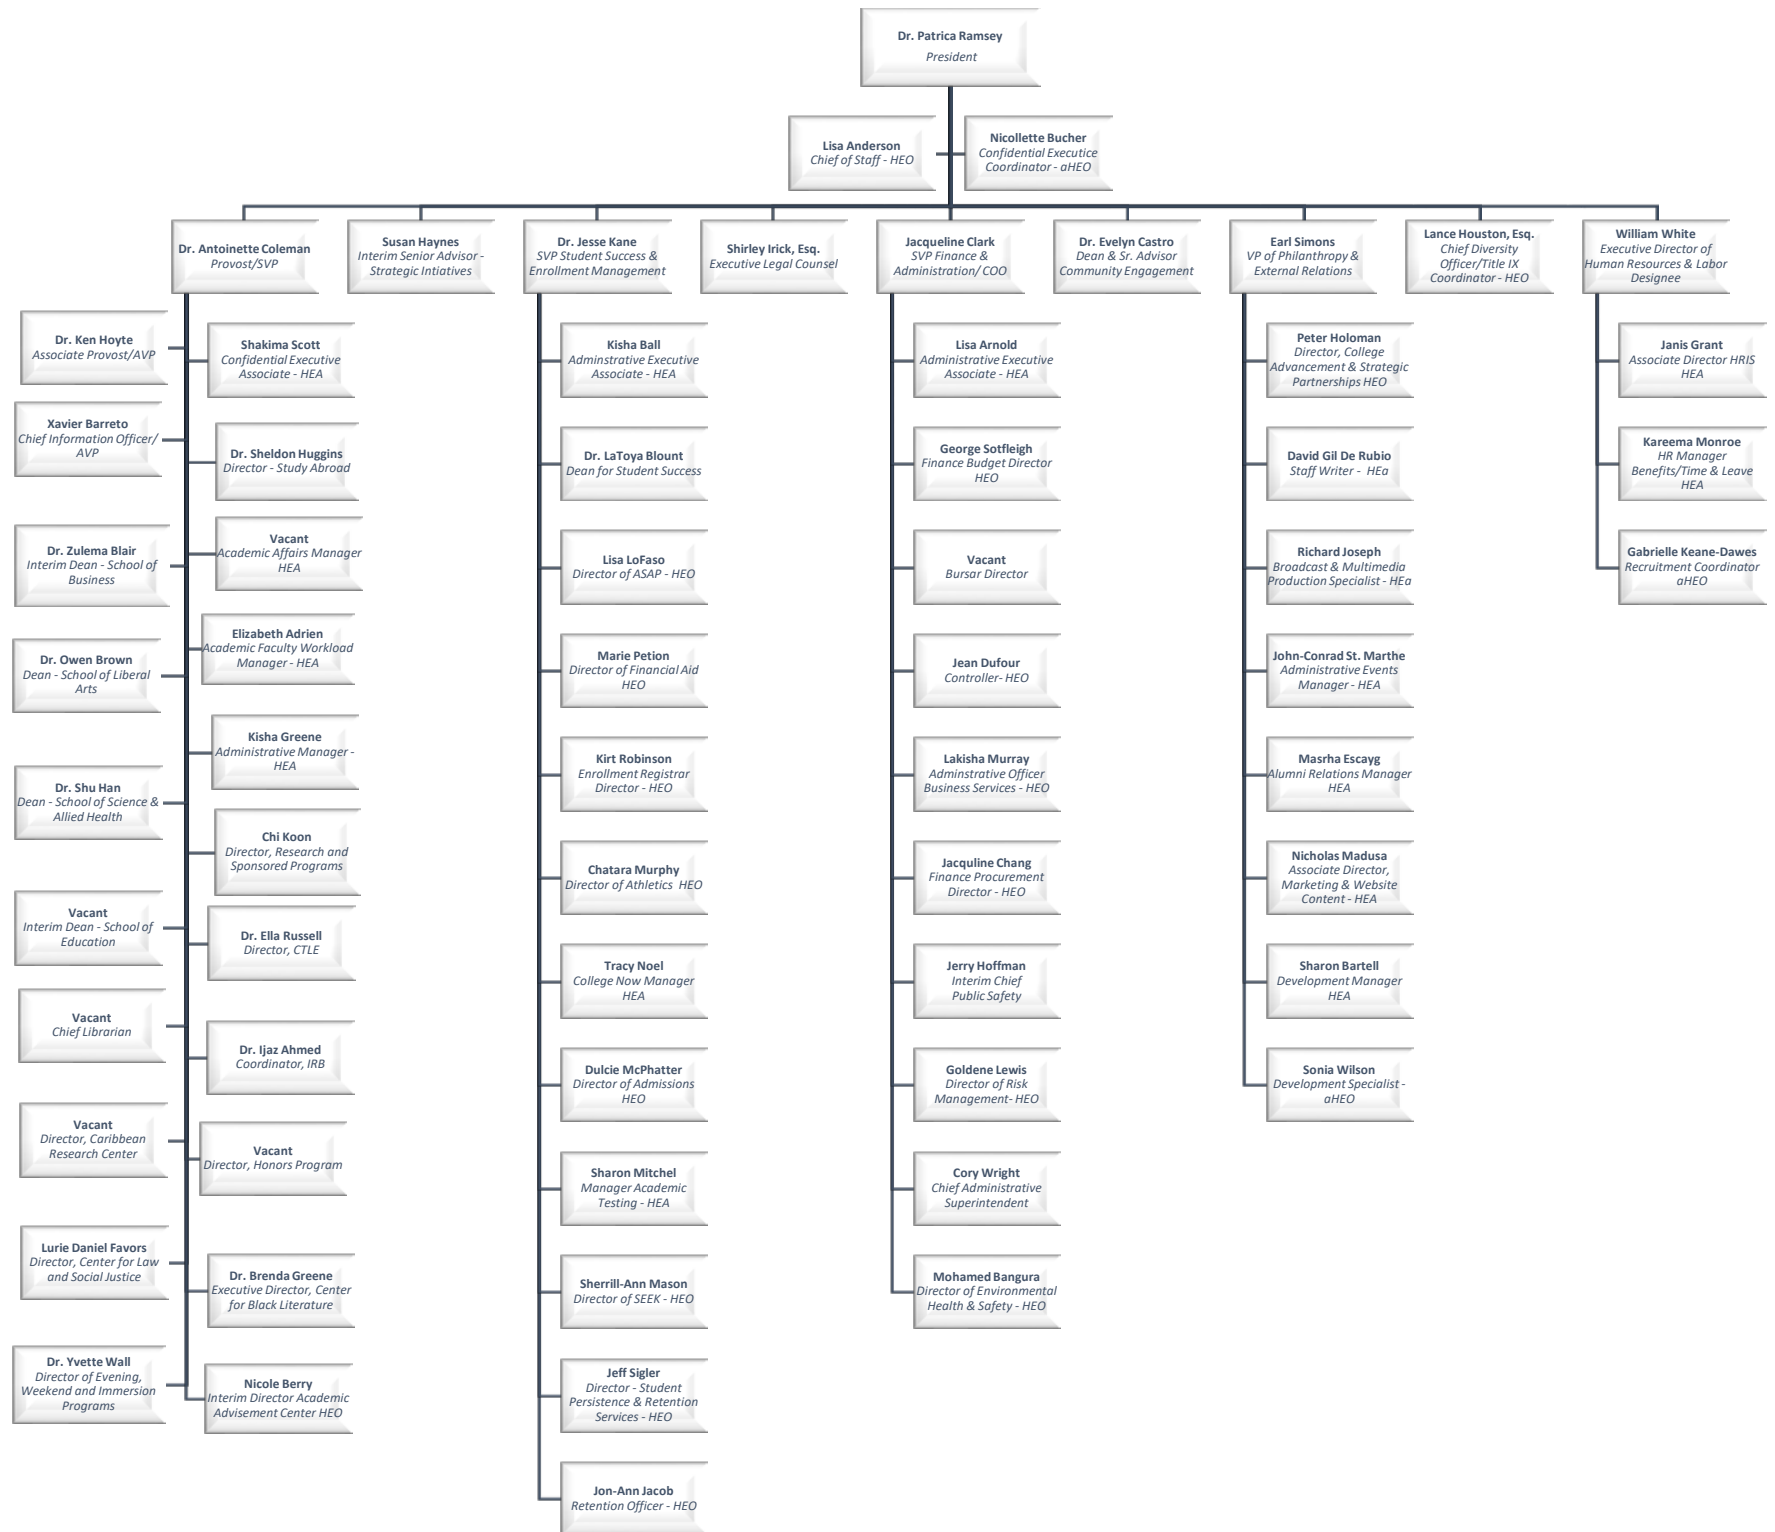 Dr. Patrica Ramsey
President
Lisa Anderson
Chief of Staff - HEO
Nicollette Bucher
Confidential Executice
Coordinator - aHEO
Dr. Antoinette Coleman
Provost/SVP
Susan Haynes
Interim Senior Advisor -
Strategic Intiatives
Dr. Jesse Kane
SVP Student Success &
Enrollment Management
Shirley Irick, Esq.
Executive Legal Counsel
Jacqueline Clark
SVP Finance &
Administration/ COO
Dr. Evelyn Castro
Dean & Sr. Advisor
Community Engagement
Earl Simons
VP of Philanthropy &
External Relations
Lance Houston, Esq.
Chief Diversity
Officer/Title IX
Coordinator - HEO
William White
Executive Director of
Human Resources & Labor
Designee
Dr. Ken Hoyte
Associate Provost/AVP
Xavier Barreto
Chief Information Officer/
AVP
Dr. Zulema Blair
Interim Dean - School of
Business
Dr. Owen Brown
Dean - School of Liberal
Arts
Dr. Shu Han
Dean - School of Science &
Allied Health
Vacant
Interim Dean - School of
Education
Vacant
Chief Librarian
Vacant
Director, Caribbean
Research Center
Lurie Daniel Favors
Director, Center for Law
and Social Justice
Dr. Yvette Wall
Director of Evening,
Weekend and Immersion
Programs
Shakima Scott
Confidential Executive
Associate - HEA
Dr. Sheldon Huggins
Director - Study Abroad
Vacant
Academic Affairs Manager
HEA
Elizabeth Adrien
Academic Faculty Workload
Manager - HEA
Kisha Greene
Administrative Manager -
HEA
Chi Koon
Director, Research and
Sponsored Programs
Dr. Ella Russell
Director, CTLE
Dr. Ijaz Ahmed
Coordinator, IRB
Vacant
Director, Honors Program
Dr. Brenda Greene
Executive Director, Center
for Black Literature
Nicole Berry
Interim Director Academic
Advisement Center HEO
Kisha Ball
Adminstrative Executive
Associate - HEA
Dr. LaToya Blount
Dean for Student Success
Lisa LoFaso
Director of ASAP - HEO
Marie Petion
Director of Financial Aid
HEO
Kirt Robinson
Enrollment Registrar
Director - HEO
Chatara Murphy
Director of Athletics HEO
Tracy Noel
College Now Manager
HEA
Dulcie McPhatter
Director of Admissions
HEO
Sharon Mitchel
Manager Academic
Testing - HEA
Sherrill-Ann Mason
Director of SEEK - HEO
Jeff Sigler
Director - Student
Persistence & Retention
Services - HEO
Jon-Ann Jacob
Retention Officer - HEO
Lisa Arnold
Administrative Executive
Associate - HEA
George Sotfleigh
Finance Budget Director
HEO
Vacant
Bursar Director
Jean Dufour
Controller- HEO
Lakisha Murray
Adminstrative Officer
Business Services - HEO
Jacquline Chang
Finance Procurement
Director - HEO
Jerry Hoffman
Interim Chief
Public Safety
Goldene Lewis
Director of Risk
Management- HEO
Cory Wright
Chief Administrative
Superintendent
Mohamed Bangura
Director of Environmental
Health & Safety - HEO
Peter Holoman
Director, College
Advancement & Strategic
Partnerships HEO
David Gil De Rubio
Staff Writer - HEa
Richard Joseph
Broadcast & Multimedia
Production Specialist - HEa
John-Conrad St. Marthe
Administrative Events
Manager - HEA
Masrha Escayg
Alumni Relations Manager
HEA
Nicholas Madusa
Associate Director,
Marketing & Website
Content - HEA
Sharon Bartell
Development Manager
HEA
Sonia Wilson
Development Specialist -
aHEO
Janis Grant
Associate Director HRIS
HEA
Kareema Monroe
HR Manager
Benefits/Time & Leave
HEA
Gabrielle Keane-Dawes
Recruitment Coordinator
aHEO